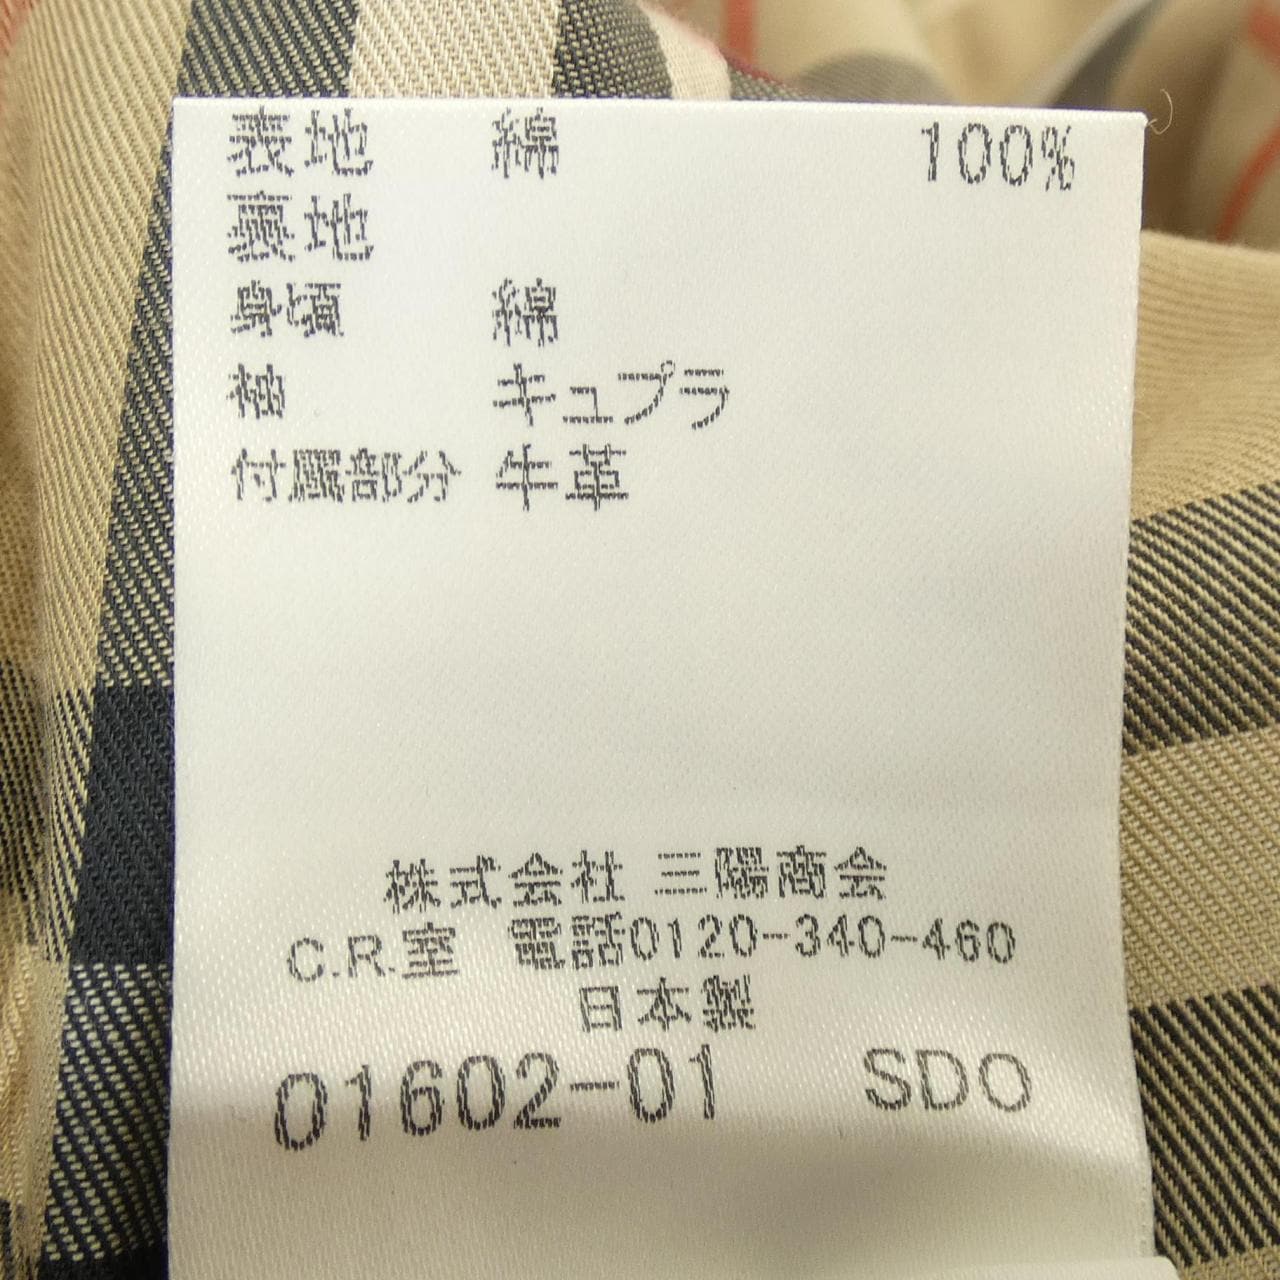 表地 綿 100%
裏地
身頃 綿
袖 キュプラ
付属部分 牛革
株式会社 三陽商会
C.R.室 電話0120-340-460
日本製
01602-01 SDO